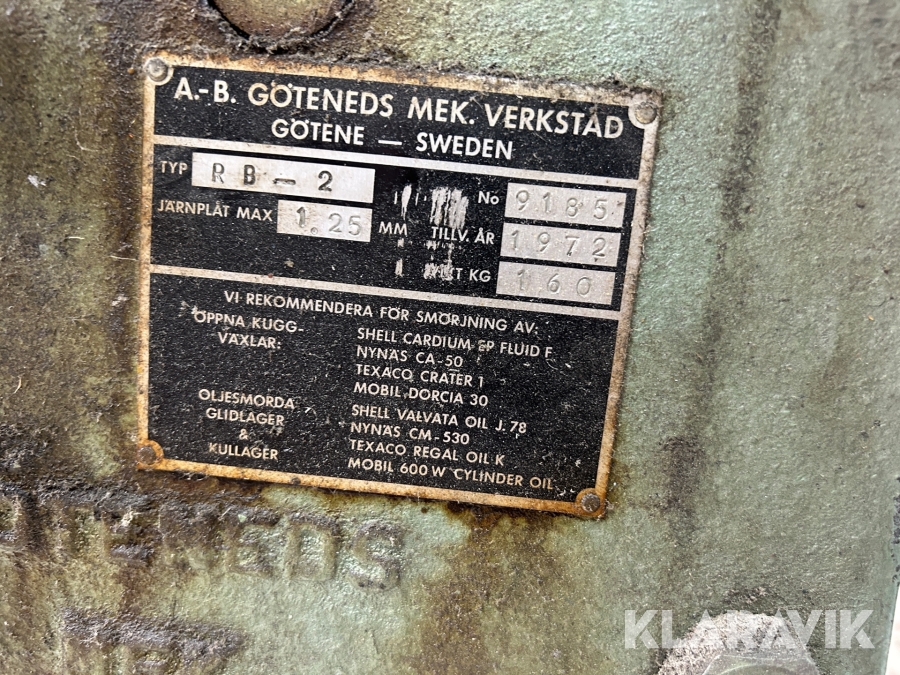 A.-B. GÖTENEDS MEK. VERKSTAD
GÖTENE — SWEDEN
TYP RB-2 No 9185
JÄRNPLÅT MAX 1.25 MM TILLV. ÅR 1972
VIKT KG 160
VI REKOMMENDERA FÖR SMÖRJNING AV:
ÖPPNA KUGG-
VÄXLAR:
SHELL CARDIUM EP FLUID F
NYNÄS CA-50
TEXACO CRATER 1
MOBIL DORCIA 30
OLJESMORDA
GLIDLAGER
&
KULLAGER
SHELL VALVATA OIL J. 78
NYNÄS CM-530
TEXACO REGAL OIL K
MOBIL 600 W CYLINDER OIL
TENEDS
KLARAVIK